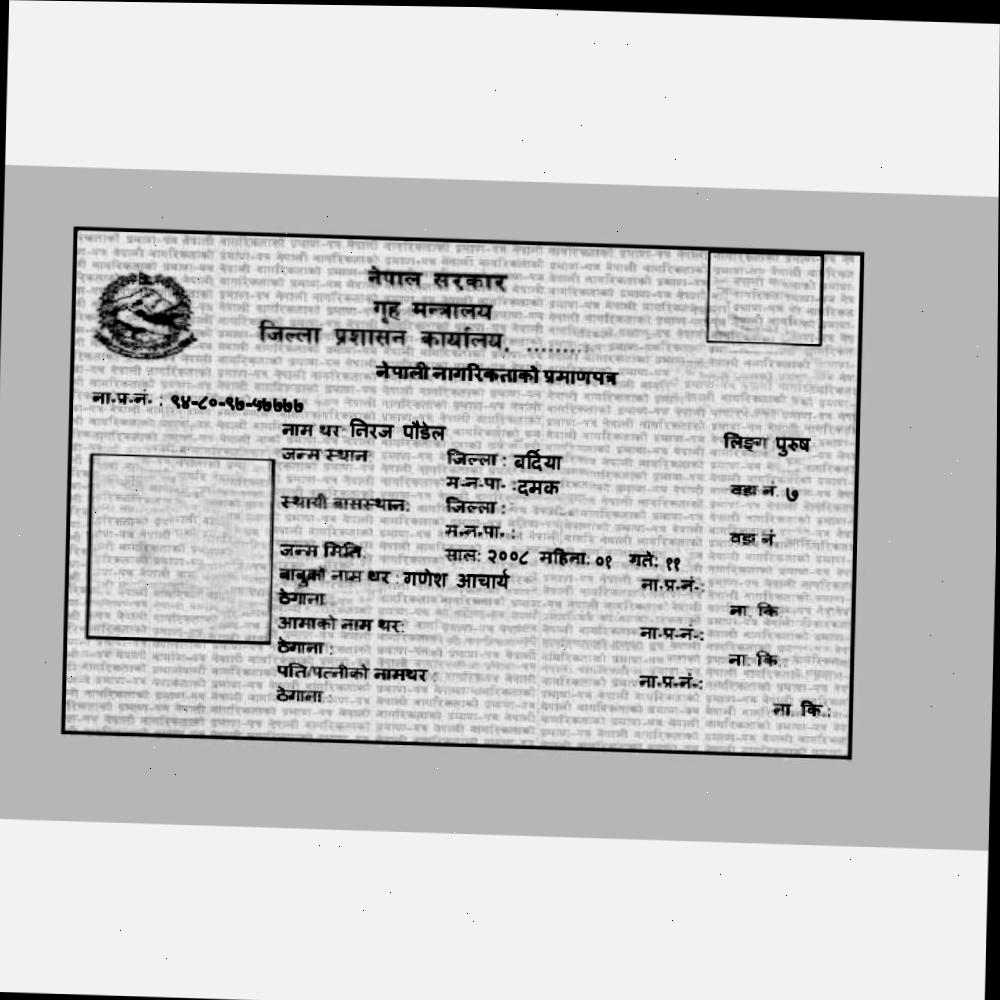 नेपाल सरकार
गृह मन्त्रालय
जिल्ला प्रशासन कार्यालय, ........
नेपाली नागरिकताको प्रमाणपत्र
ना.प्र.नं. : ९४-८०-९७-५७७७७
नाम थर: निरज पौडेल लिङ्ग पुरुष
जन्म स्थान जिल्ला : बर्दिया
म.न.पा. :दमक वडा नं. ७
स्थायी बासस्थान: जिल्ला :
म.न.पा. : वडा नं
जन्म मिति साल: २००८ महिना: ०१ गते: ११
बाबुको नाम थर : गणेश आचार्य ना.प्र.नं.:
ठेगाना ना. कि
आमाको नाम थर: ना.प्र.नं.:
ठेगाना : ना. कि.:
पति/पत्नीको नामथर : ना.प्र.नं.:
ठेगाना : ना. कि.: